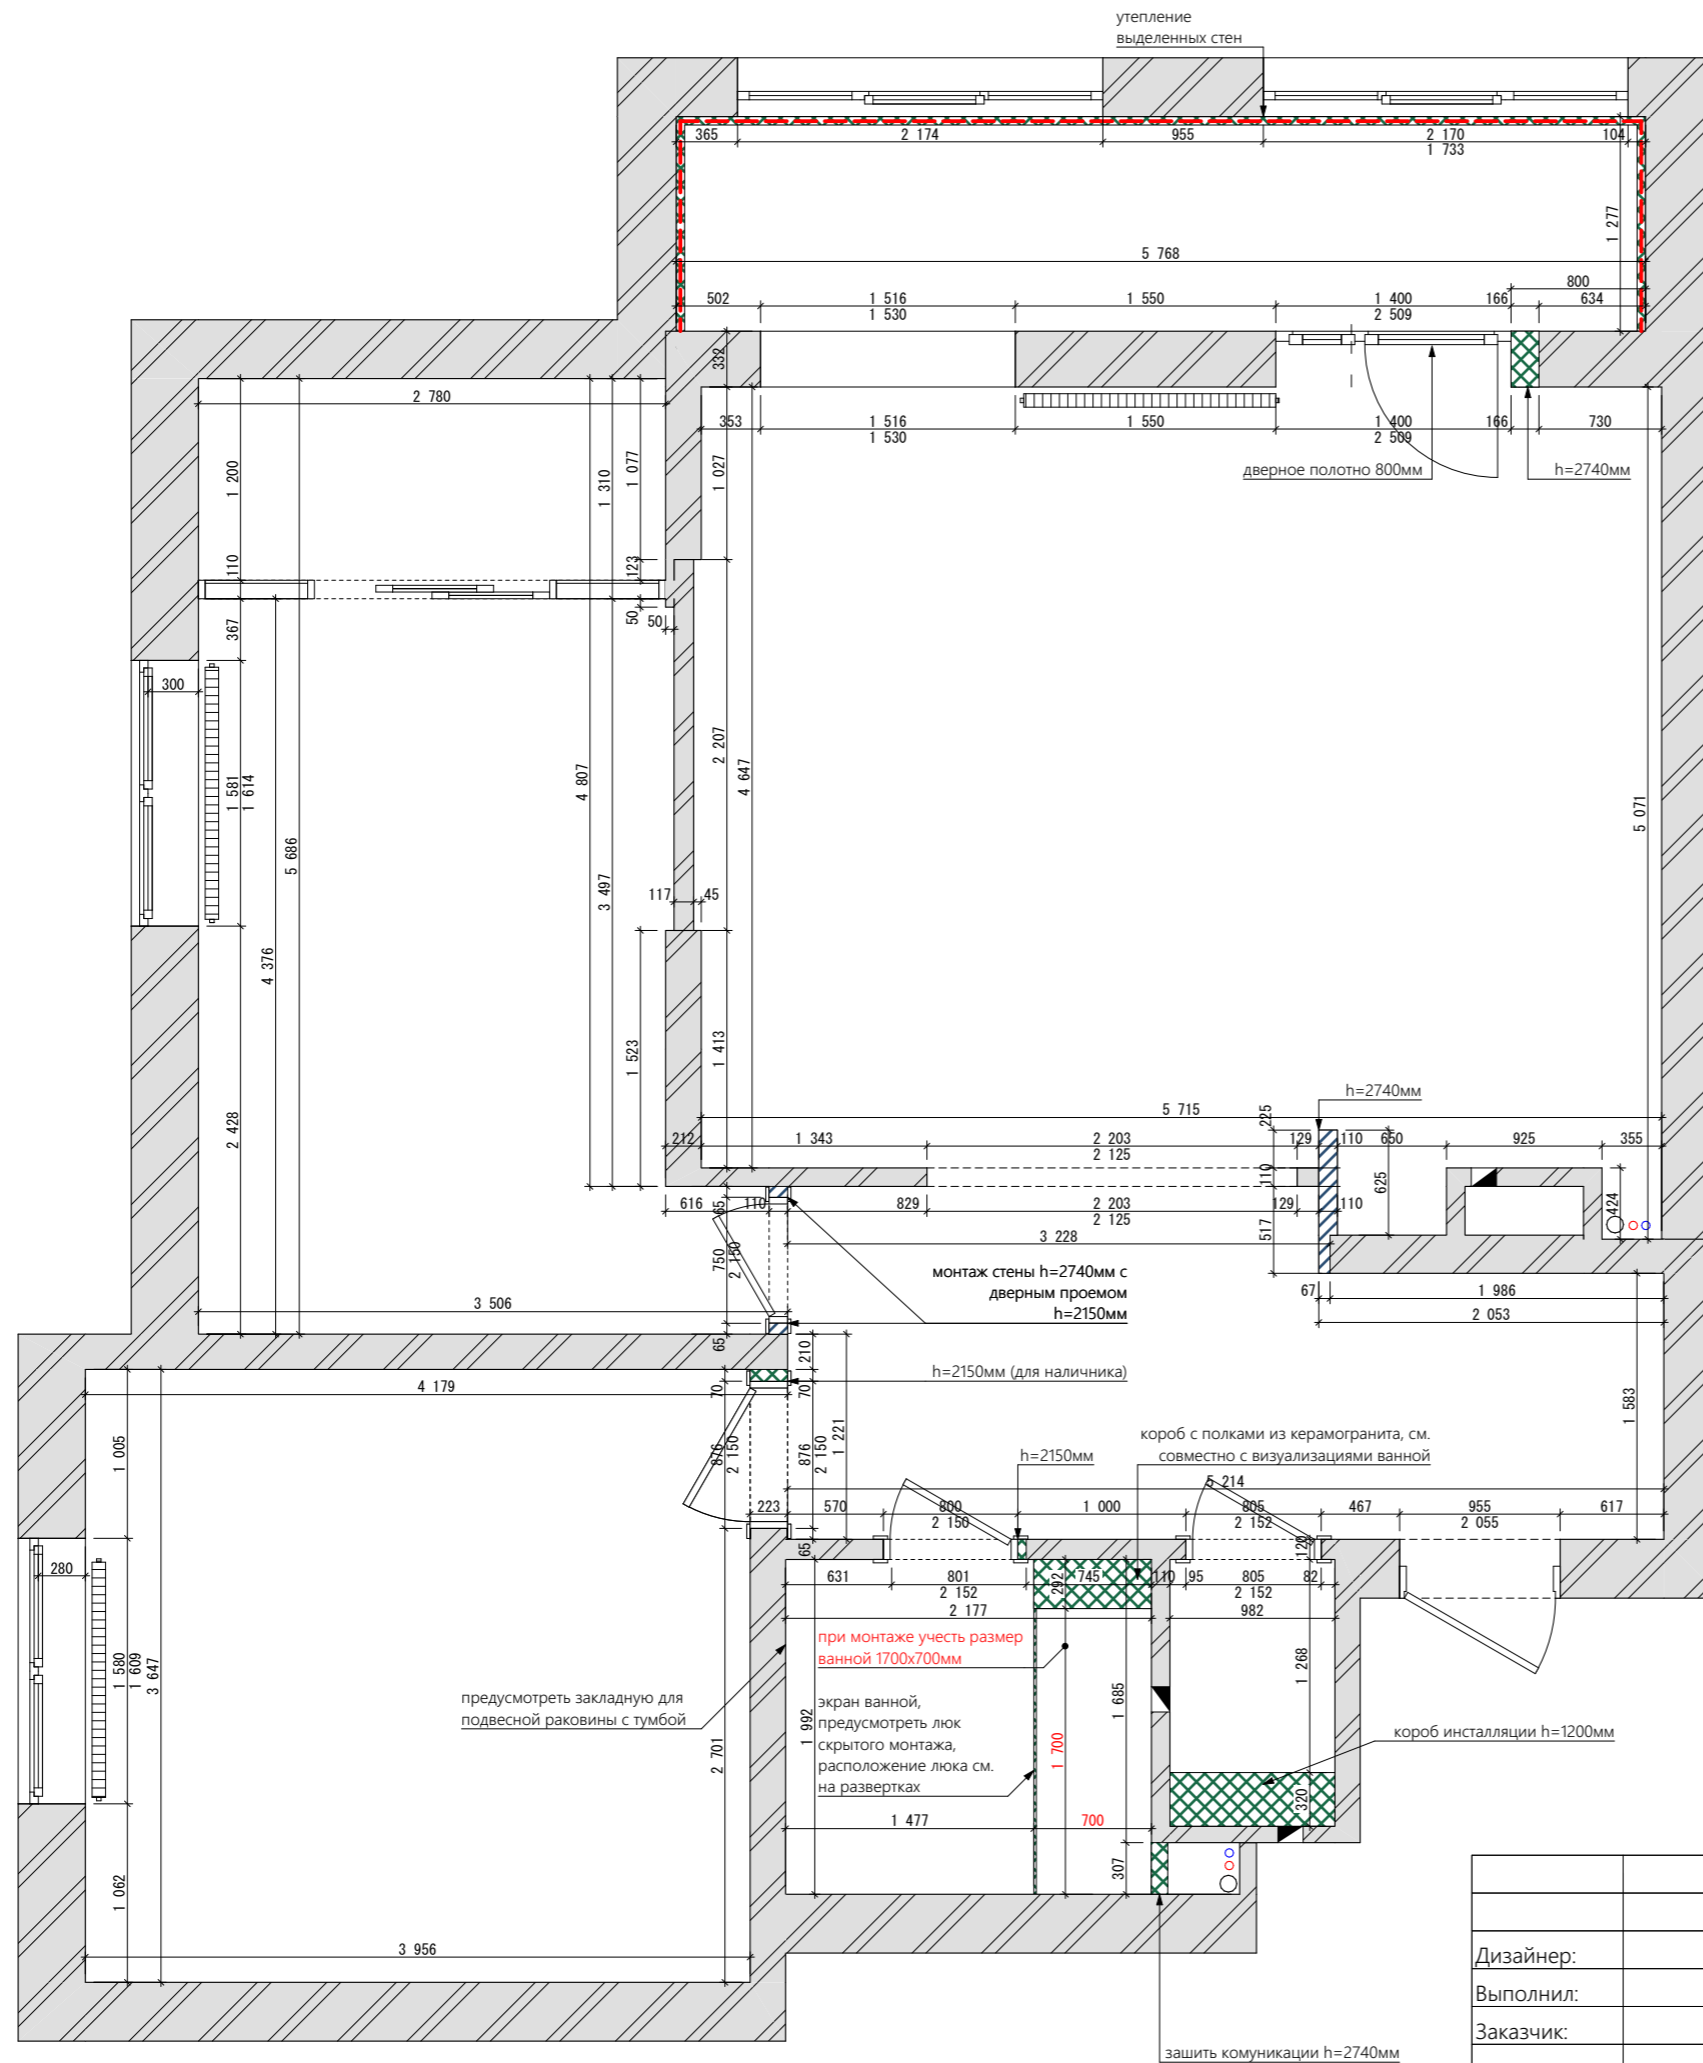 утепление
выделенных стен
365 2 174 955 2 170 104
1 733
1 277
5 768
800
502 1 516 1 550 1 400 166 634
1 530 2 509
332
2 780
353 1 516 1 550 1 400 166 730
1 530 2 509
дверное полотно 800мм
h=2740мм
1 200
1 310
1 077
1 027
110
123
367
50
50
300
1 581
1 614
5 686
4 807
2 207
4 647
5 071
3 497
117 45
4 376
2 428
1 523
1 413
h=2740мм
5 715
225
212 1 343 2 203 129 110 650 925 355
2 125
110
625
424
616 110 829 2 203 129 110
2 125
65
517
3 228
750
2 150
монтаж стены h=2740мм с
дверным проемом
h=2150мм
3 506
67 1 986
2 053
65
210
h=2150мм (для наличника)
4 179
70
70
1 221
1 583
1 005
876
2 150
876
2 150
короб с полками из керамогранита, см.
совместно с визуализациями ванной
h=2150мм
5 214
223 570 800 1 000 805 467 955 617
2 150 2 152 2 055
65
120
280
631 801 745 110 95 805 82
2 152 2 152
292
2 177 982
при монтаже учесть размер
ванной 1700х700мм
1 580
1 609
3 647
1 268
предусмотреть закладную для
подвесной раковины с тумбой
1 992
экран ванной,
предусмотреть люк
скрытого монтажа,
расположение люка см.
на развертках
1 685
1 700
2 701
короб инсталляции h=1200мм
320
1 477 700
307
1 062
3 956
Дизайнер:
Выполнил:
Заказчик:
зашить комуникации h=2740мм